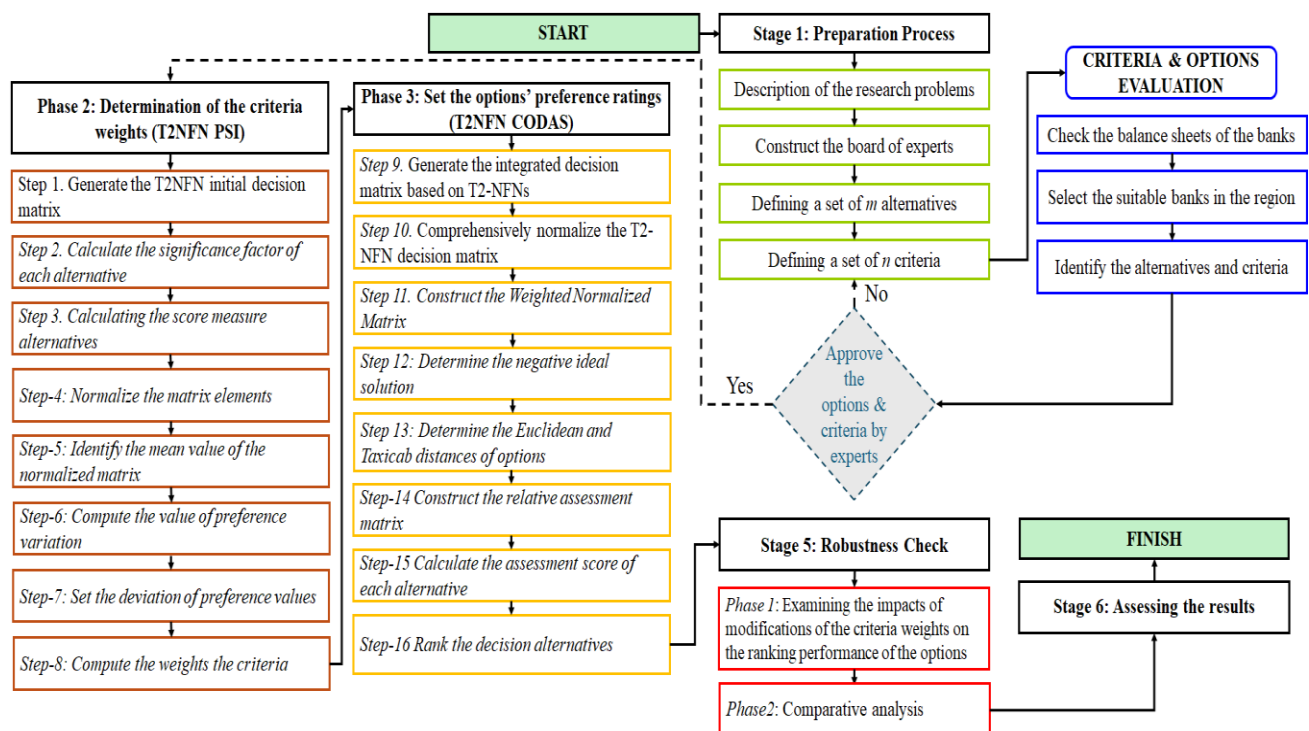 START
Stage 1: Preparation Process
Description of the research problems
Construct the board of experts
Defining a set of m alternatives
Defining a set of n criteria
CRITERIA & OPTIONS
EVALUATION
Check the balance sheets of the banks
Select the suitable banks in the region
Identify the alternatives and criteria
No
Yes
Approve
the
options &
criteria by
experts
Phase 2: Determination of the criteria
weights (T2NFN PSI)
Step 1. Generate the T2NFN initial decision
matrix
Step 2. Calculate the significance factor of
each alternative
Step 3. Calculating the score measure
alternatives
Step-4: Normalize the matrix elements
Step-5: Identify the mean value of the
normalized matrix
Step-6: Compute the value of preference
variation
Step-7: Set the deviation of preference values
Step-8: Compute the weights the criteria
Phase 3: Set the options' preference ratings
(T2NFN CODAS)
Step 9. Generate the integrated decision
matrix based on T2-NFNs
Step 10. Comprehensively normalize the T2-
NFN decision matrix
Step 11. Construct the Weighted Normalized
Matrix
Step 12: Determine the negative ideal
solution
Step 13: Determine the Euclidean and
Taxicab distances of options
Step-14 Construct the relative assessment
matrix
Step-15 Calculate the assessment score of
each alternative
Step-16 Rank the decision alternatives
Stage 5: Robustness Check
Phase 1: Examining the impacts of
modifications of the criteria weights on
the ranking performance of the options
Phase2: Comparative analysis
FINISH
Stage 6: Assessing the results